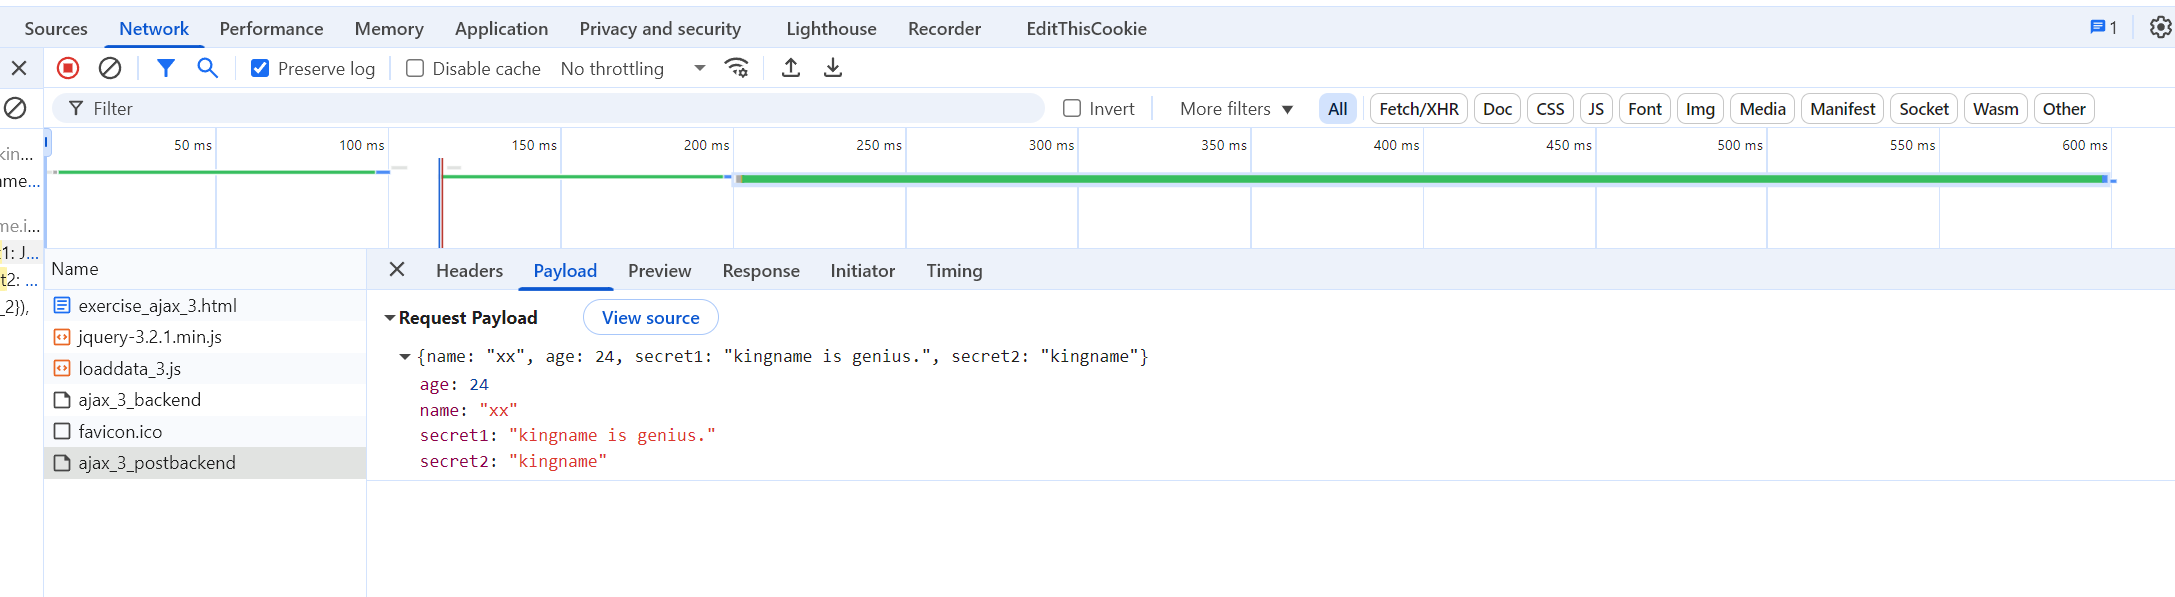 Sources Network Performance Memory Application Privacy and security Lighthouse Recorder EditThisCookie 1
Preserve log Disable cache No throttling
Filter Invert More filters All Fetch/XHR Doc CSS JS Font Img Media Manifest Socket Wasm Other
50 ms 100 ms 150 ms 200 ms 250 ms 300 ms 350 ms 400 ms 450 ms 500 ms 550 ms 600 ms
kin...
ame...
me.i...
1: J...
t2: ...
_2}),
Name
exercise_ajax_3.html
jquery-3.2.1.min.js
loaddata_3.js
ajax_3_backend
favicon.ico
ajax_3_postbackend
Headers Payload Preview Response Initiator Timing
Request Payload View source
{name: "xx", age: 24, secret1: "kingname is genius.", secret2: "kingname"}
age: 24
name: "xx"
secret1: "kingname is genius."
secret2: "kingname"